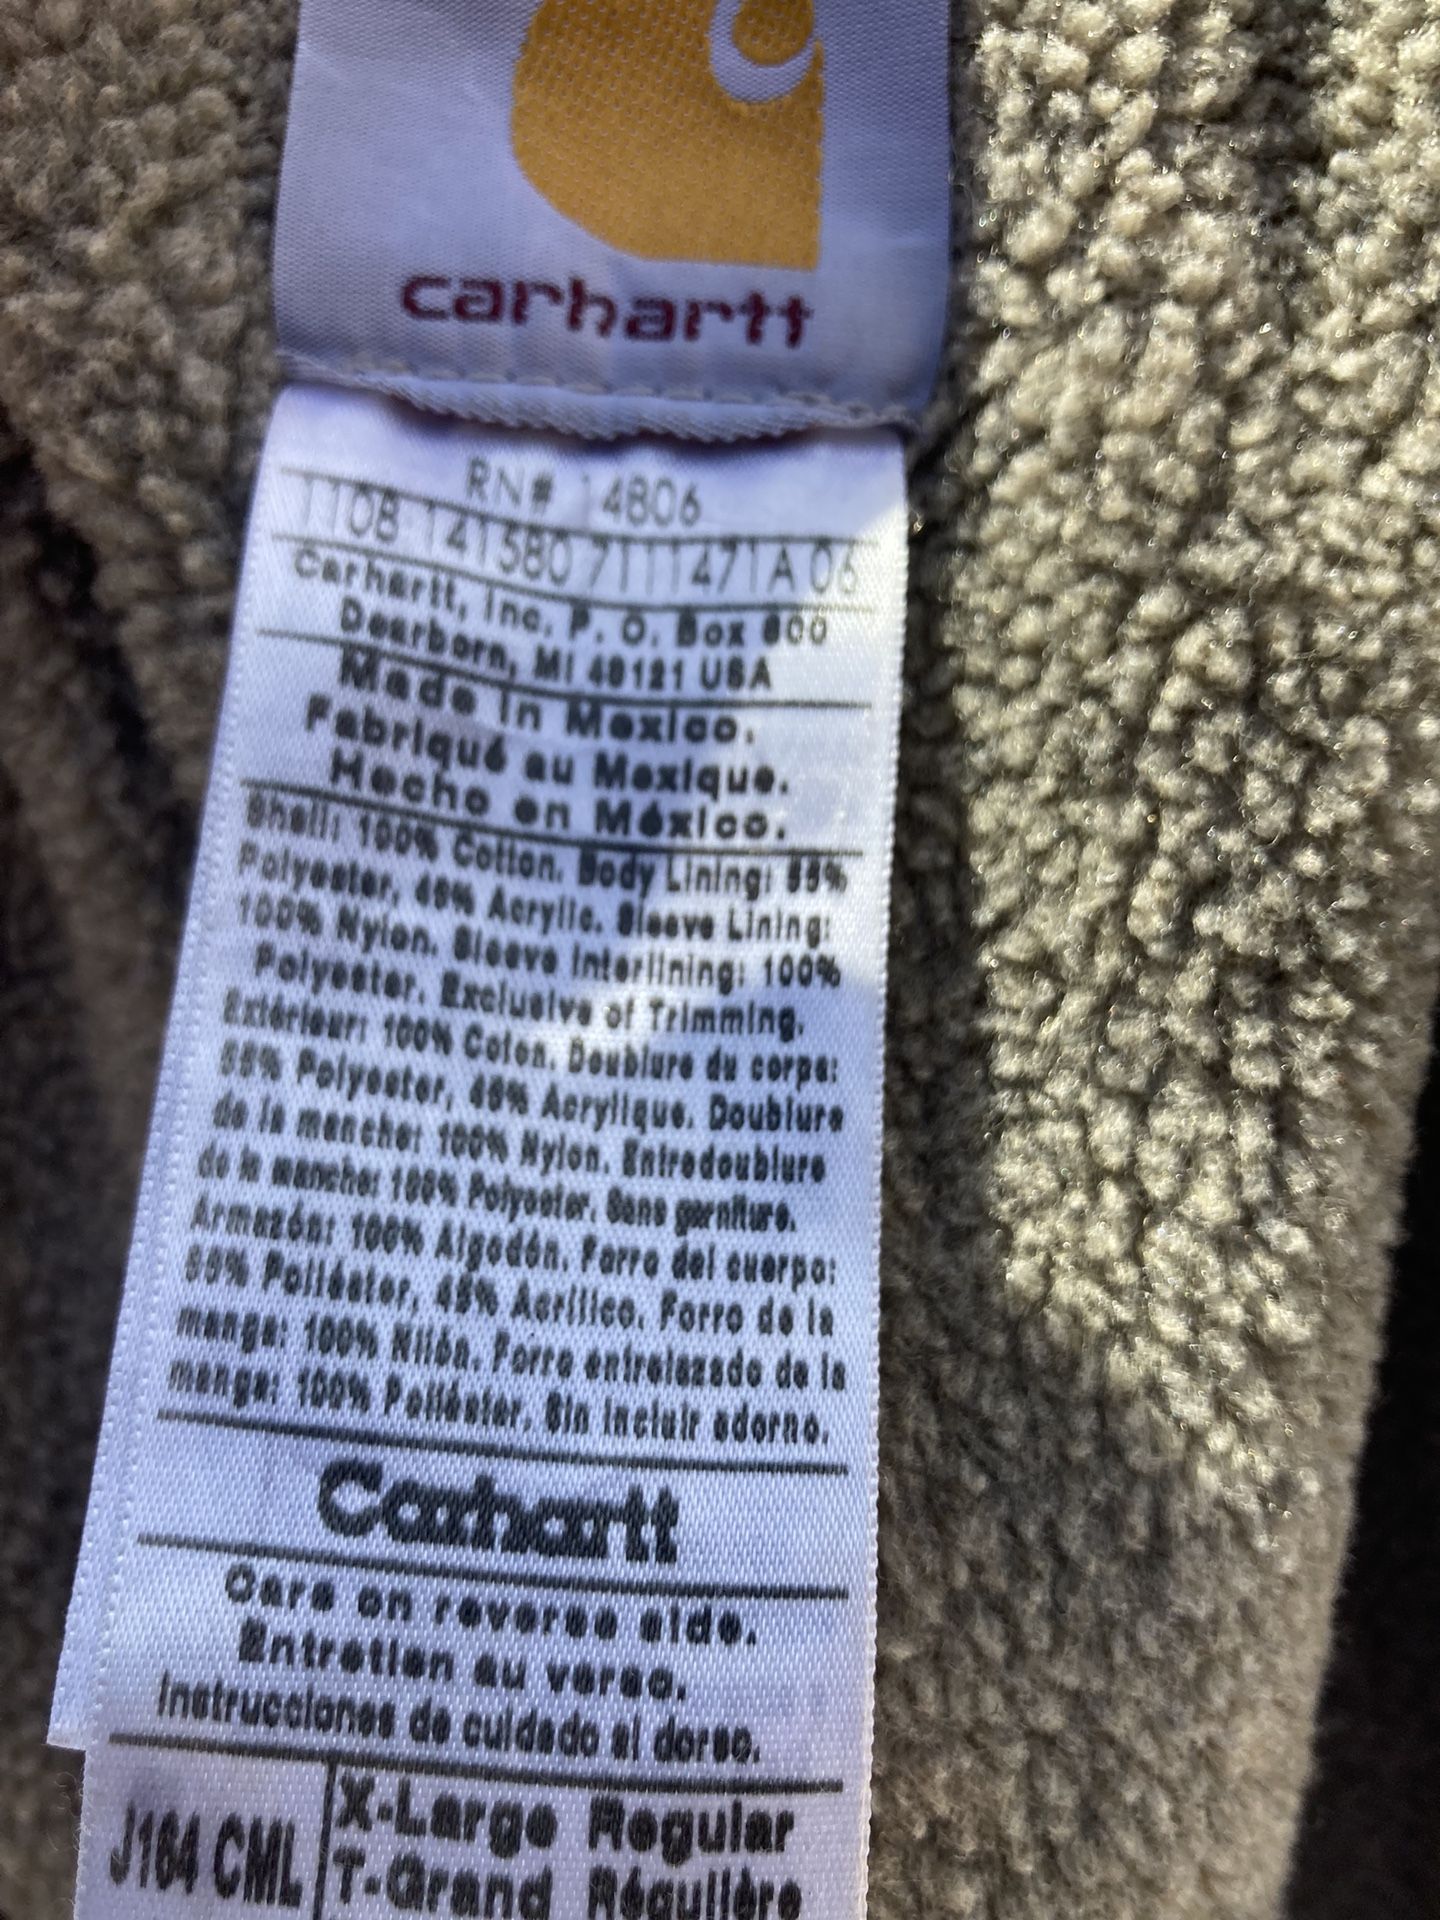 carhartt
RN# 14806
1108 141580 7111471A 06
Carhartt, Inc. P. O. Box 600
Dearborn, MI 48121 USA
Made in Mexico.
Fabriqué au Mexique.
Hecho en México.
Shell: 100% Cotton. Body Lining: 55%
Polyester, 45% Acrylic. Sleeve Lining:
100% Nylon. Sleeve Interlining: 100%
Polyester. Exclusive of Trimming.
Extérieur: 100% Coton. Doublure du corps:
55% Polyester, 45% Acrylique. Doublure
de la manche: 100% Nylon. Entredoublure
de la manche: 100% Polyester. Sans garniture.
Armazón: 100% Algodón. Forro del cuerpo:
55% Poliéster, 45% Acrílico. Forro de la
manga: 100% Nilón. Forro entrelazado de la
manga: 100% Poliéster. Sin incluir adorno.
Carhartt
Care on reverse side.
Entretien au verso.
Instrucciones de cuidado al dorso.
J164 CML
X-Large Regular
T-Grand Régulière